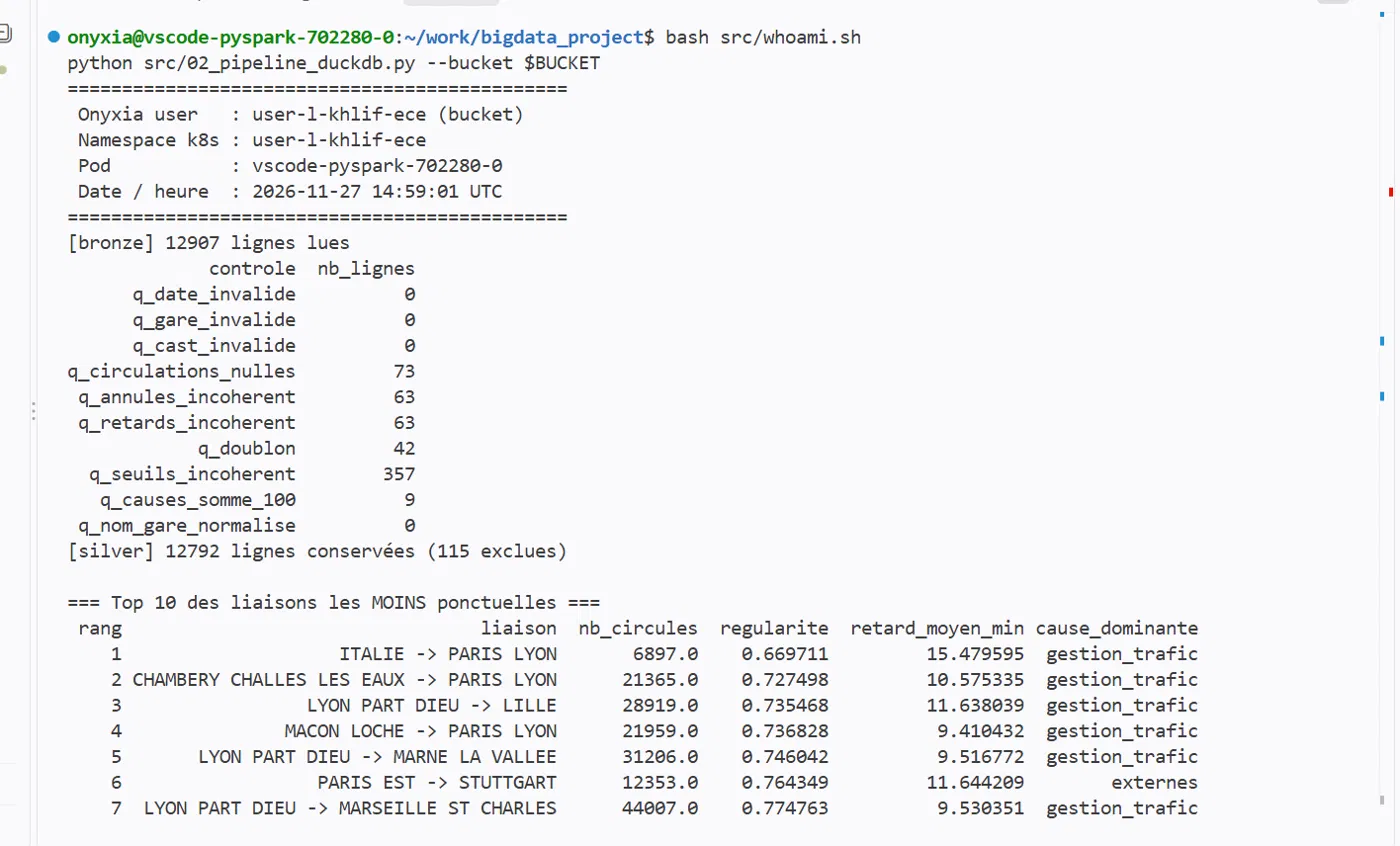 onyxia@vscode-pyspark-702280-0:~/work/bigdata_project$ bash src/whoami.sh
python src/02_pipeline_duckdb.py --bucket $BUCKET
==============================================
Onyxia user : user-l-khlif-ece (bucket)
Namespace k8s : user-l-khlif-ece
Pod : vscode-pyspark-702280-0
Date / heure : 2026-11-27 14:59:01 UTC
==============================================
[bronze] 12907 lignes lues
controle nb_lignes
q_date_invalide 0
q_gare_invalide 0
q_cast_invalide 0
q_circulations_nulles 73
q_annules_incoherent 63
q_retards_incoherent 63
q_doublon 42
q_seuils_incoherent 357
q_causes_somme_100 9
q_nom_gare_normalise 0
[silver] 12792 lignes conservées (115 exclues)
=== Top 10 des liaisons les MOINS ponctuelles ===
rang liaison nb_circules regularite retard_moyen_min cause_dominante
1 ITALIE -> PARIS LYON 6897.0 0.669711 15.479595 gestion_trafic
2 CHAMBERY CHALLES LES EAUX -> PARIS LYON 21365.0 0.727498 10.575335 gestion_trafic
3 LYON PART DIEU -> LILLE 28919.0 0.735468 11.638039 gestion_trafic
4 MACON LOCHE -> PARIS LYON 21959.0 0.736828 9.410432 gestion_trafic
5 LYON PART DIEU -> MARNE LA VALLEE 31206.0 0.746042 9.516772 gestion_trafic
6 PARIS EST -> STUTTGART 12353.0 0.764349 11.644209 externes
7 LYON PART DIEU -> MARSEILLE ST CHARLES 44007.0 0.774763 9.530351 gestion_trafic